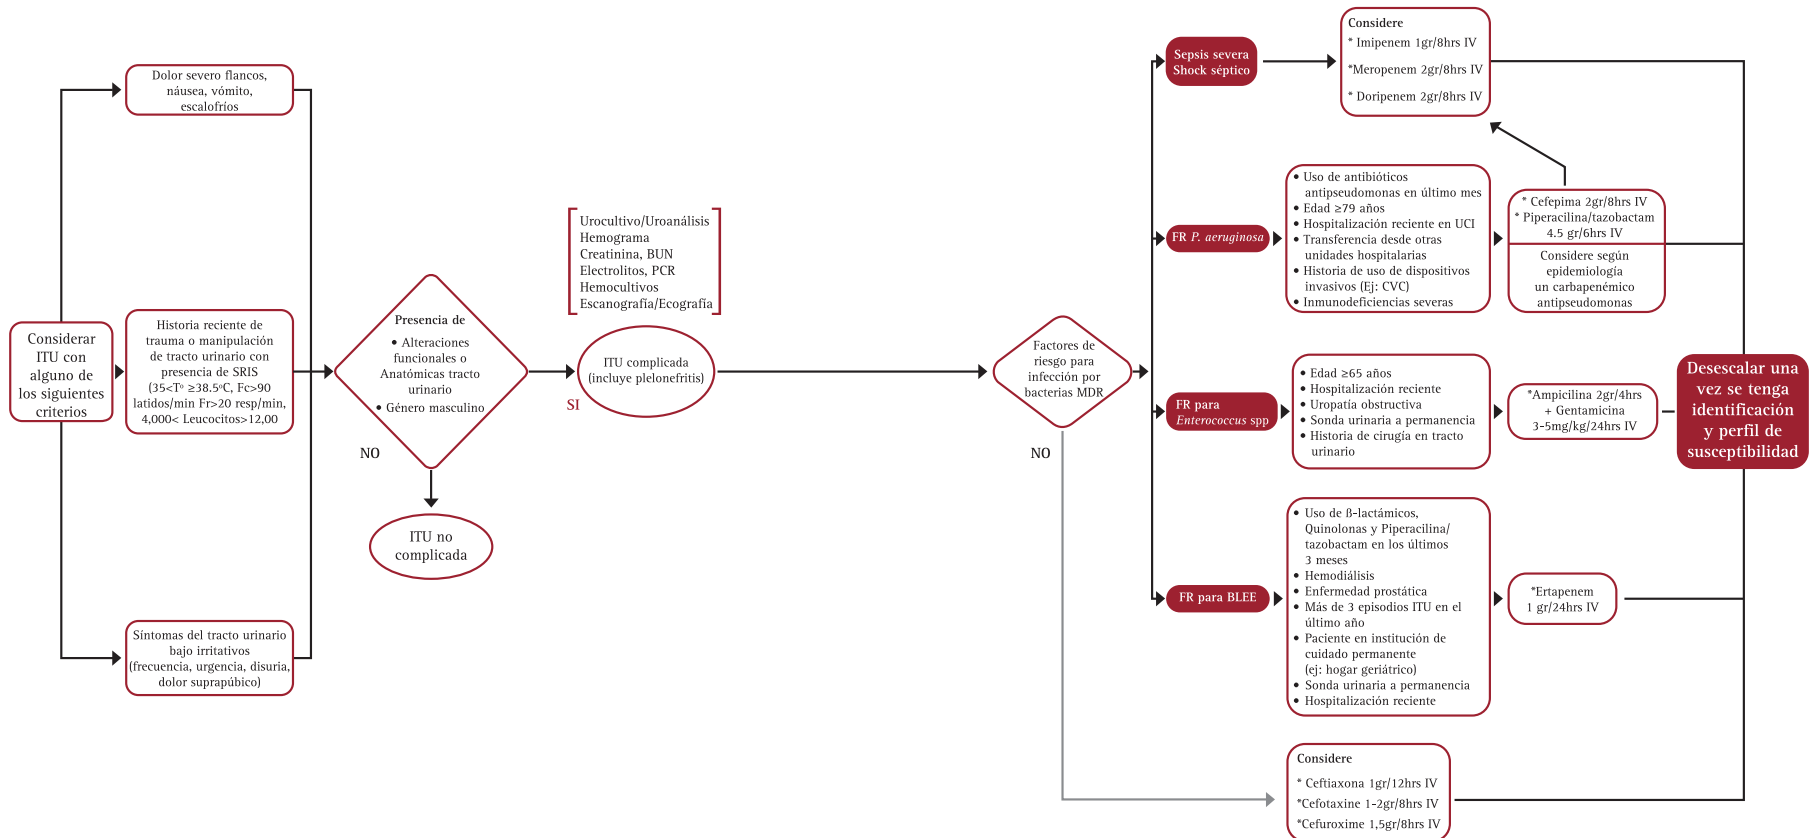 Considerar
ITU con
alguno de
los siguientes
criterios
Dolor severo flancos,
náusea, vómito,
escalofríos
Historia reciente de
trauma o manipulación
de tracto urinario con
presencia de SRIS
(35<Tº ≥38.5ºC, Fc>90
latidos/min Fr>20 resp/min,
4,000< Leucocitos>12,00
Síntomas del tracto urinario
bajo irritativos
(frecuencia, urgencia, disuria,
dolor suprapúbico)
Presencia de
• Alteraciones
funcionales o
Anatómicas tracto
urinario
• Género masculino
NO
SI
ITU no
complicada
Urocultivo/Uroanálisis
Hemograma
Creatinina, BUN
Electrolitos, PCR
Hemocultivos
Escanografía/Ecografía
ITU complicada
(incluye plelonefritis)
Factores de
riesgo para
infección por
bacterias MDR
NO
Sepsis severa
Shock séptico
Considere
* Imipenem 1gr/8hrs IV
*Meropenem 2gr/8hrs IV
* Doripenem 2gr/8hrs IV
FR P. aeruginosa
• Uso de antibióticos
antipseudomonas en último mes
• Edad ≥79 años
• Hospitalización reciente en UCI
• Transferencia desde otras
unidades hospitalarias
• Historia de uso de dispositivos
invasivos (Ej: CVC)
• Inmunodeficiencias severas
* Cefepima 2gr/8hrs IV
* Piperacilina/tazobactam
4.5 gr/6hrs IV
Considere según
epidemiología
un carbapenémico
antipseudomonas
FR para
Enterococcus spp
• Edad ≥65 años
• Hospitalización reciente
• Uropatía obstructiva
• Sonda urinaria a permanencia
• Historia de cirugía en tracto
urinario
*Ampicilina 2gr/4hrs
+ Gentamicina
3-5mg/kg/24hrs IV
FR para BLEE
• Uso de ß-lactámicos,
Quinolonas y Piperacilina/
tazobactam en los últimos
3 meses
• Hemodiálisis
• Enfermedad prostática
• Más de 3 episodios ITU en el
último año
• Paciente en institución de
cuidado permanente
(ej: hogar geriátrico)
• Sonda urinaria a permanencia
• Hospitalización reciente
*Ertapenem
1 gr/24hrs IV
Considere
* Ceftiaxona 1gr/12hrs IV
*Cefotaxine 1-2gr/8hrs IV
*Cefuroxime 1,5gr/8hrs IV
Desescalar una
vez se tenga
identificación
y perfil de
susceptibilidad